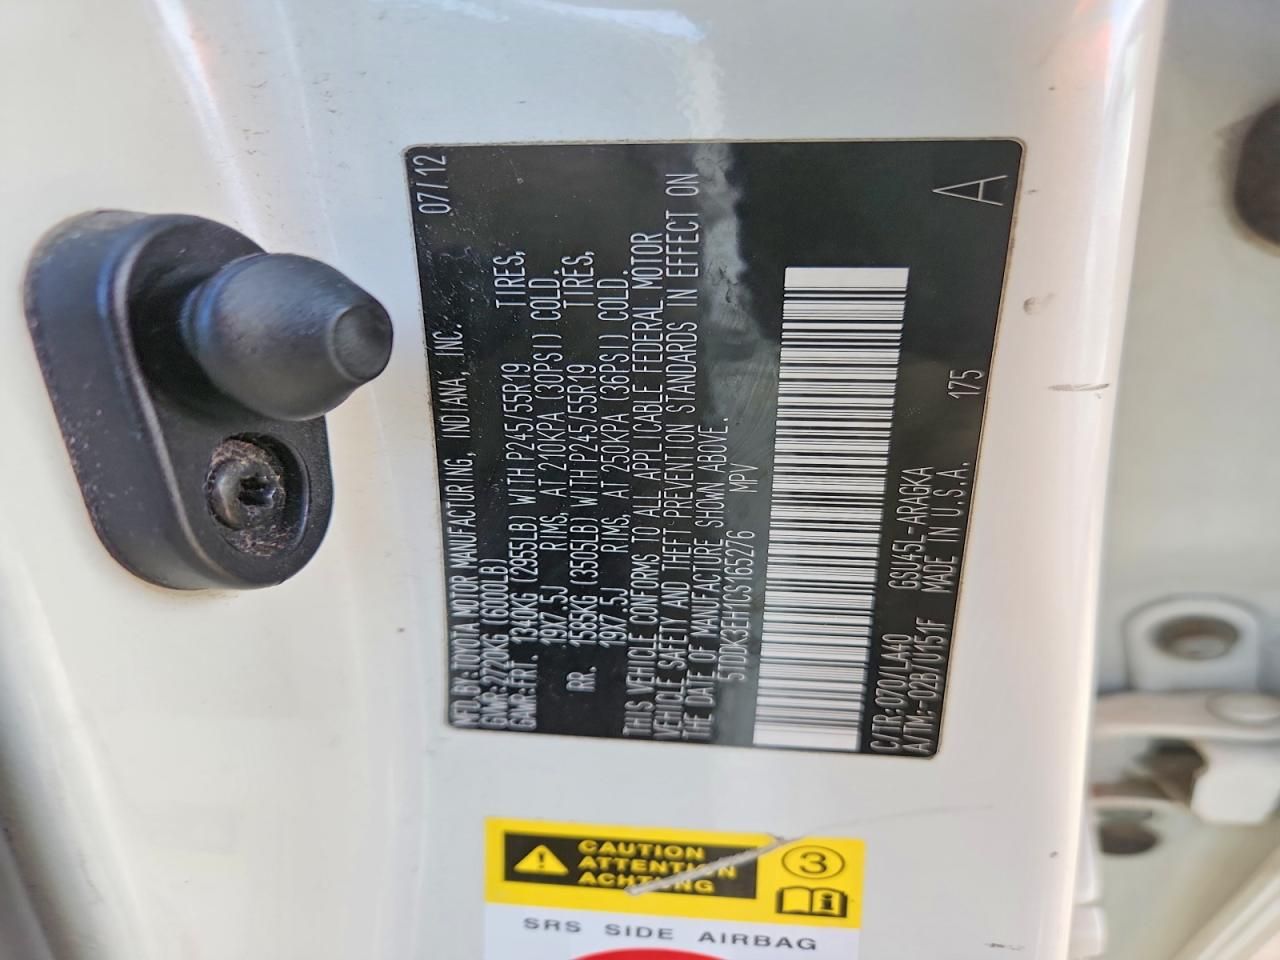 MFD.BY:TOYOTA MOTOR MANUFACTURING, INDIANA, INC. 07/12
GVWR:2720KG (6000LB)
GAWR:FRT. 1340KG (2955LB) WITH P245/55R19 TIRES,
19X7.5J RIMS, AT 210KPA (30PSI) COLD.
RR. 1585KG (3505LB) WITH P245/55R19 TIRES,
19X7.5J RIMS, AT 250KPA (36PSI) COLD.
THIS VEHICLE CONFORMS TO ALL APPLICABLE FEDERAL MOTOR
VEHICLE SAFETY AND THEFT PREVENTION STANDARDS IN EFFECT ON
THE DATE OF MANUFACTURE SHOWN ABOVE.
5TDDK3EH1CS165276 MPV
C/TR:070/LA40 GSU45L-ARAGKA 175 A
A/TM:-02B/U151F MADE IN U.S.A.
CAUTION
ATTENTION
ACHTUNG
3
i
SRS SIDE AIRBAG